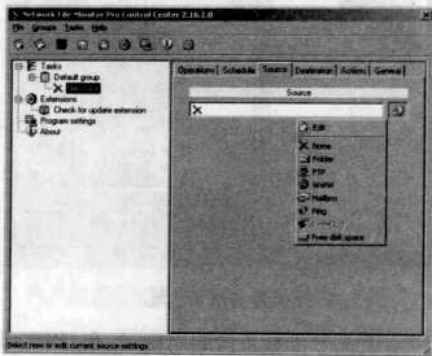 Network File Monitor Pro Control Center 2.16.1.0
File Groups Tasks Help
Tasks
Default group
Extensions
Check for update extension
Program settings
About
Operations Schedule Source Destination Actions General
Source
Edit
None
Folder
FTP
WWW
Mailbox
Ping
Free disk space
Select new or edit current source settings